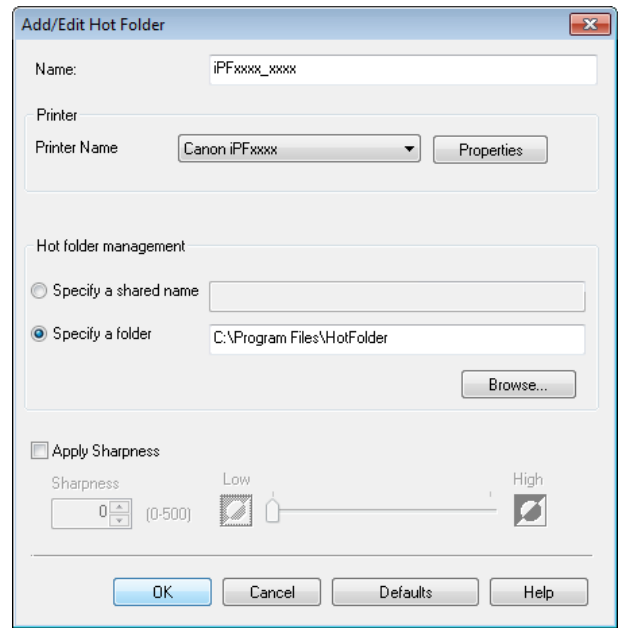 Add/Edit Hot Folder
Name: iPFxxxx_xxxx
Printer
Printer Name Canon iPFxxxx Properties
Hot folder management
Specify a shared name
Specify a folder C:\Program Files\HotFolder
Browse...
Apply Sharpness
Sharpness Low High
0 (0-500)
OK Cancel Defaults Help